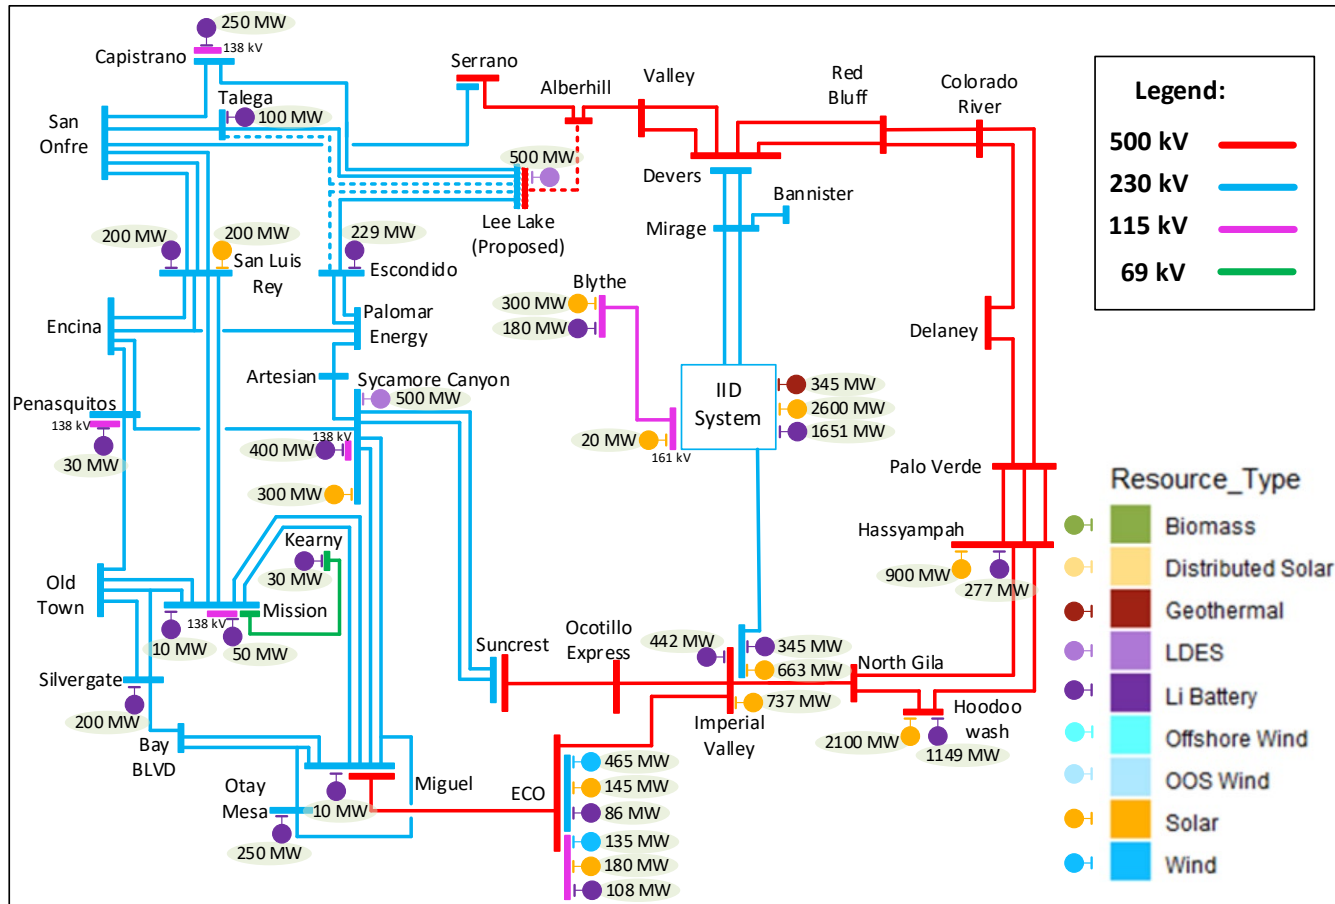 250 MW
138 kV
Capistrano
Serrano
Alberhill
Valley
Red
Bluff
Colorado
River
Legend:
500 kV
230 kV
115 kV
69 kV
Talega
100 MW
San
Onfre
500 MW
Lee Lake
(Proposed)
Devers
Bannister
Mirage
200 MW
200 MW
San Luis
Rey
229 MW
Escondido
Blythe
300 MW
180 MW
Encina
Palomar
Energy
Delaney
Artesian
Sycamore Canyon
500 MW
IID
System
345 MW
2600 MW
1651 MW
Penasquitos
138 kV
30 MW
138 kV
400 MW
300 MW
20 MW
161 kV
Palo Verde
Hassyampah
900 MW
277 MW
Resource_Type
Biomass
Distributed Solar
Geothermal
LDES
Li Battery
Offshore Wind
OOS Wind
Solar
Wind
Kearny
30 MW
Old
Town
Mission
138 kV
10 MW
50 MW
Silvergate
200 MW
Suncrest
Ocotillo
Express
442 MW
345 MW
663 MW
737 MW
Imperial
Valley
North Gila
Hoodoo
wash
2100 MW
1149 MW
Bay
BLVD
Otay
Mesa
250 MW
10 MW
Miguel
ECO
465 MW
145 MW
86 MW
135 MW
180 MW
108 MW